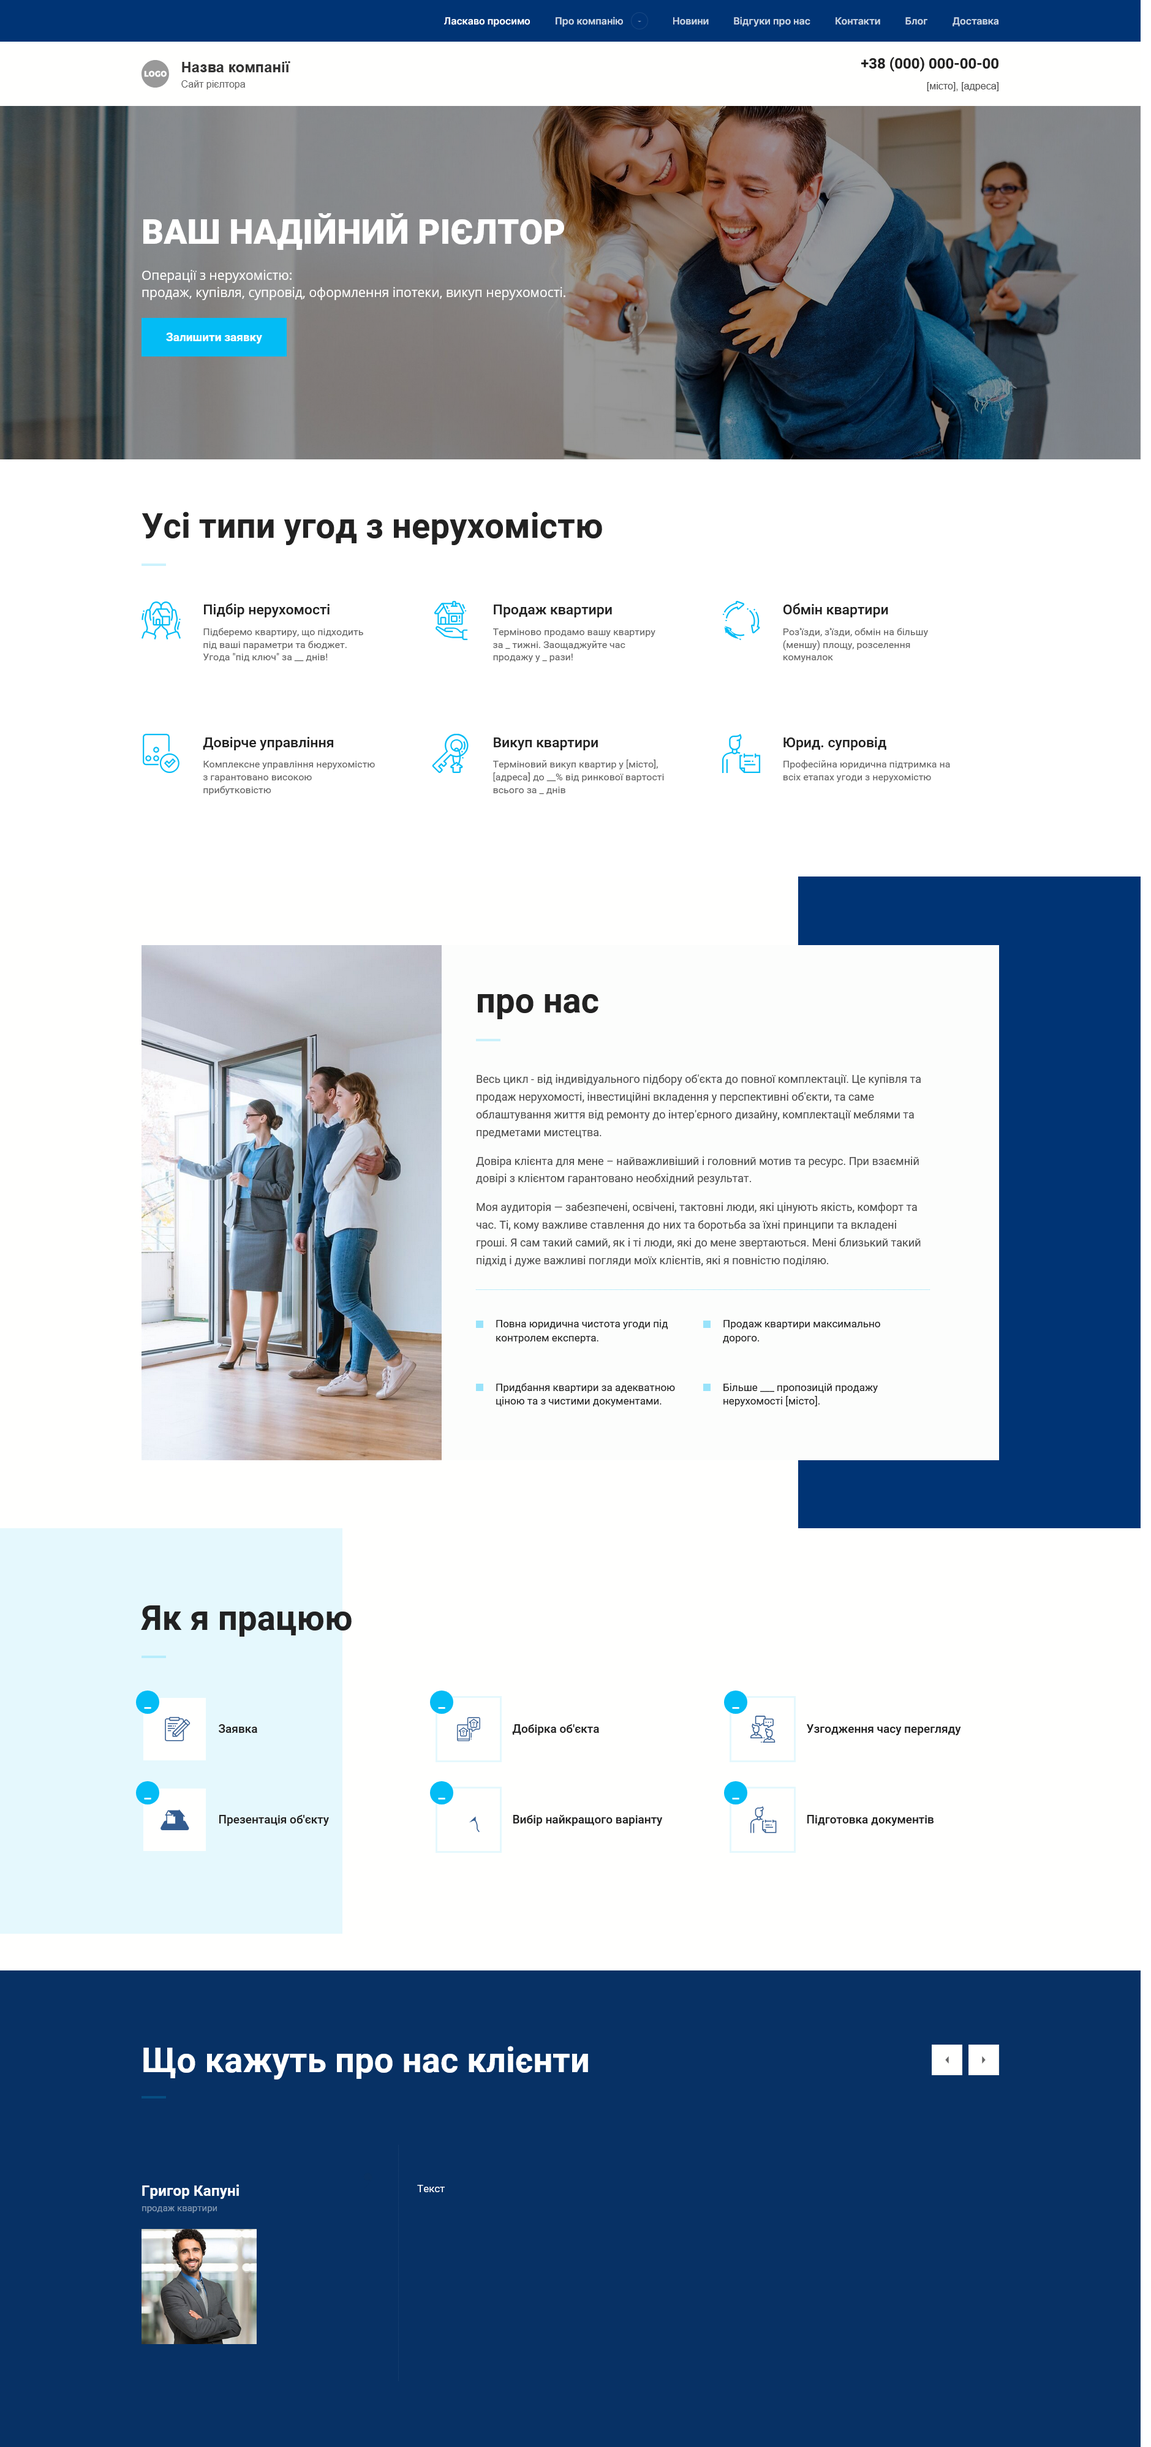 Ласкаво просимо
Про компанію
Новини
Відгуки про нас
Контакти
Блог
Доставка
LOGO
Назва компанії
Сайт рієлтора
+38 (000) 000-00-00
[місто], [адреса]
ВАШ НАДІЙНИЙ РІЄЛТОР
Операції з нерухомістю:
продаж, купівля, супровід, оформлення іпотеки, викуп нерухомості.
Залишити заявку
Усі типи угод з нерухомістю
Підбір нерухомості
Підберемо квартиру, що підходить
під ваші параметри та бюджет.
Угода "під ключ" за __ днів!
Продаж квартири
Терміново продамо вашу квартиру
за _ тижні. Заощаджуйте час
продажу у _ рази!
Обмін квартири
Роз'їзди, з'їзди, обмін на більшу
(меншу) площу, розселення
комуналок
Довірче управління
Комплексне управління нерухомістю
з гарантовано високою
прибутковістю
Викуп квартири
Терміновий викуп квартир у [місто],
[адреса] до __% від ринкової вартості
всього за _ днів
Юрид. супровід
Професійна юридична підтримка на
всіх етапах угоди з нерухомістю
про нас
Весь цикл - від індивідуального підбору об'єкта до повної комплектації. Це купівля та
продаж нерухомості, інвестиційні вкладення у перспективні об'єкти, та саме
облаштування життя від ремонту до інтер'єрного дизайну, комплектації меблями та
предметами мистецтва.
Довіра клієнта для мене – найважливіший і головний мотив та ресурс. При взаємній
довірі з клієнтом гарантовано необхідний результат.
Моя аудиторія — забезпечені, освічені, тактовні люди, які цінують якість, комфорт та
час. Ті, кому важливе ставлення до них та боротьба за їхні принципи та вкладені
гроші. Я сам такий самий, як і ті люди, які до мене звертаються. Мені близький такий
підхід і дуже важливі погляди моїх клієнтів, які я повністю поділяю.
Повна юридична чистота угоди під
контролем експерта.
Продаж квартири максимально
дорого.
Придбання квартири за адекватною
ціною та з чистими документами.
Більше ___ пропозицій продажу
нерухомості [місто].
Як я працюю
_
Заявка
_
Добірка об'єкта
_
Узгодження часу перегляду
_
Презентація об'єкту
_
Вибір найкращого варіанту
_
Підготовка документів
Що кажуть про нас клієнти
Григор Капуні
продаж квартири
Текст